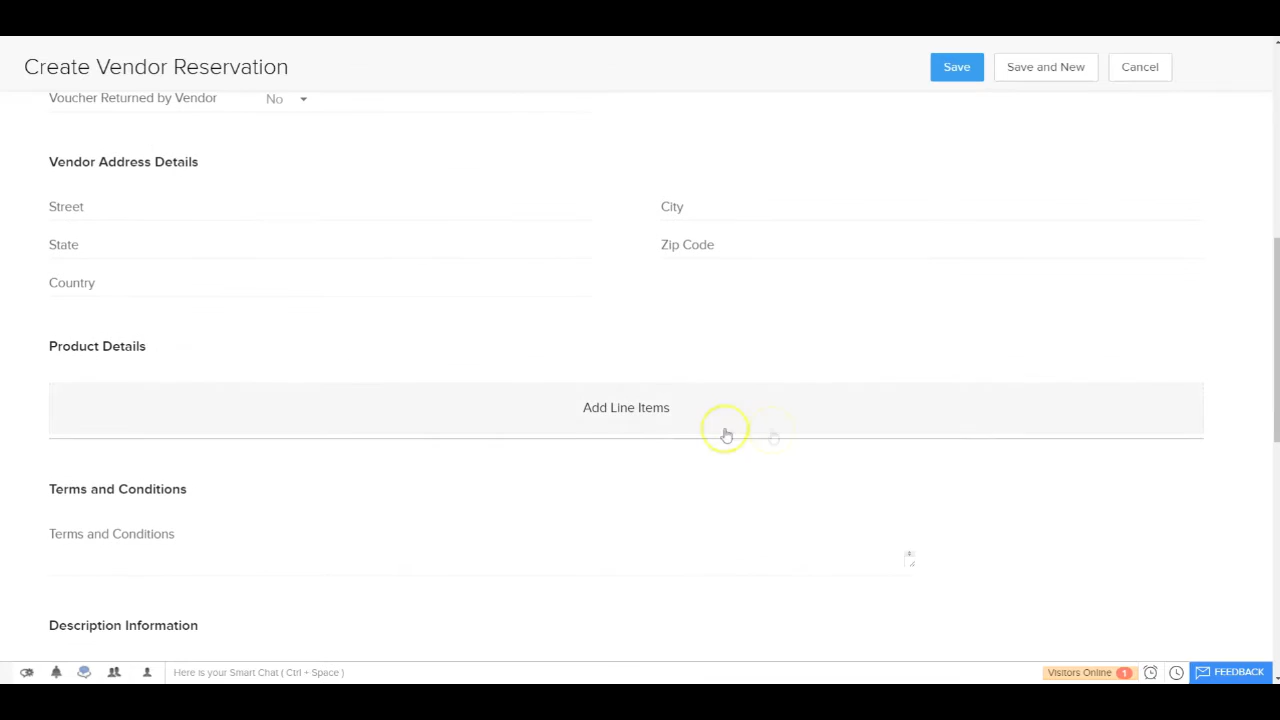 Create Vendor Reservation
Save
Save and New
Cancel
Voucher Returned by Vendor
No
Vendor Address Details
Street
City
State
Zip Code
Country
Product Details
Add Line Items
Terms and Conditions
Terms and Conditions
Description Information
Here is your Smart Chat ( Ctrl + Space )
Visitors Online 1
FEEDBACK